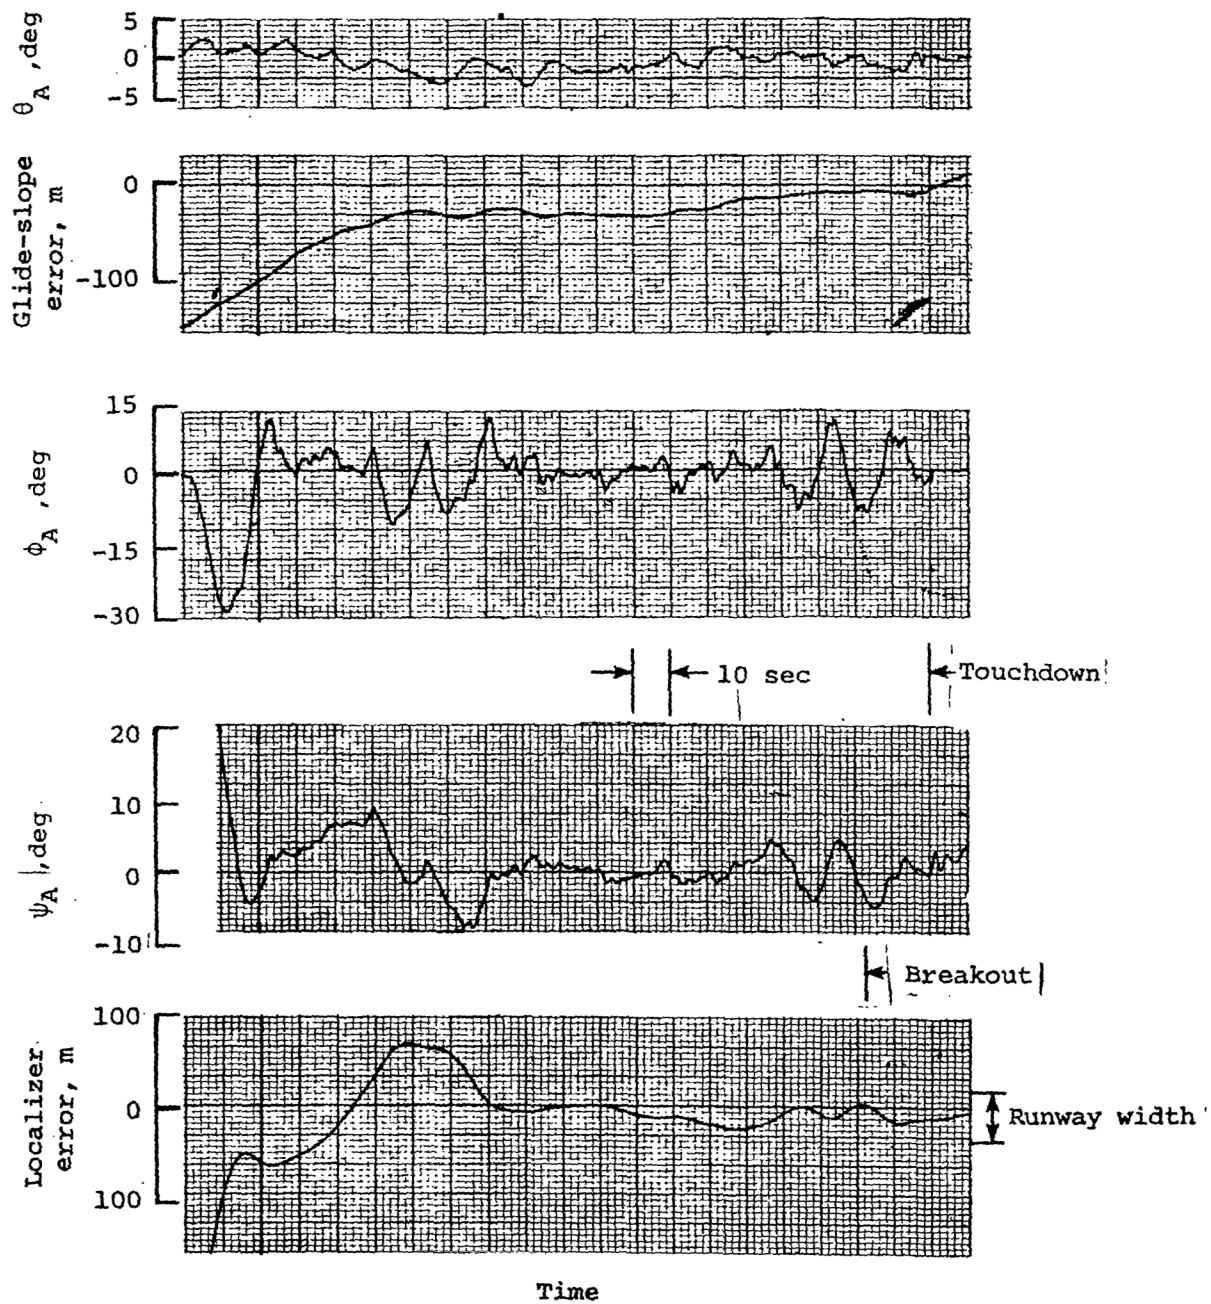 5
0
-5
θA ,deg
0
-100
Glide-slope
error, m
15
0
-15
-30
ϕA ,deg
10 sec
Touchdown
20
10
0
-10
ψA ,deg
Breakout
100
0
100
Localizer
error, m
Runway width
Time